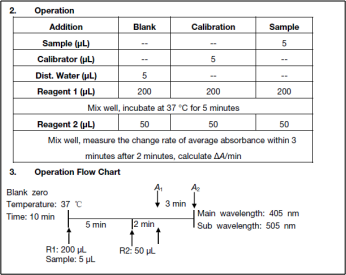 2. Operation
Addition Blank Calibration Sample
Sample (μL) -- -- 5
Calibrator (μL) -- 5 --
Dist. Water (μL) 5 -- --
Reagent 1 (μL) 200 200 200
Mix well, incubate at 37 °C for 5 minutes
Reagent 2 (μL) 50 50 50
Mix well, measure the change rate of average absorbance within 3
minutes after 2 minutes, calculate ΔA/min
3. Operation Flow Chart
A1 A2
Blank zero
3 min
Temperature: 37 ℃
Main wavelength: 405 nm
Time: 10 min
5 min 2 min
Sub wavelength: 505 nm
R1: 200 μL R2: 50 μL
Sample: 5 μL